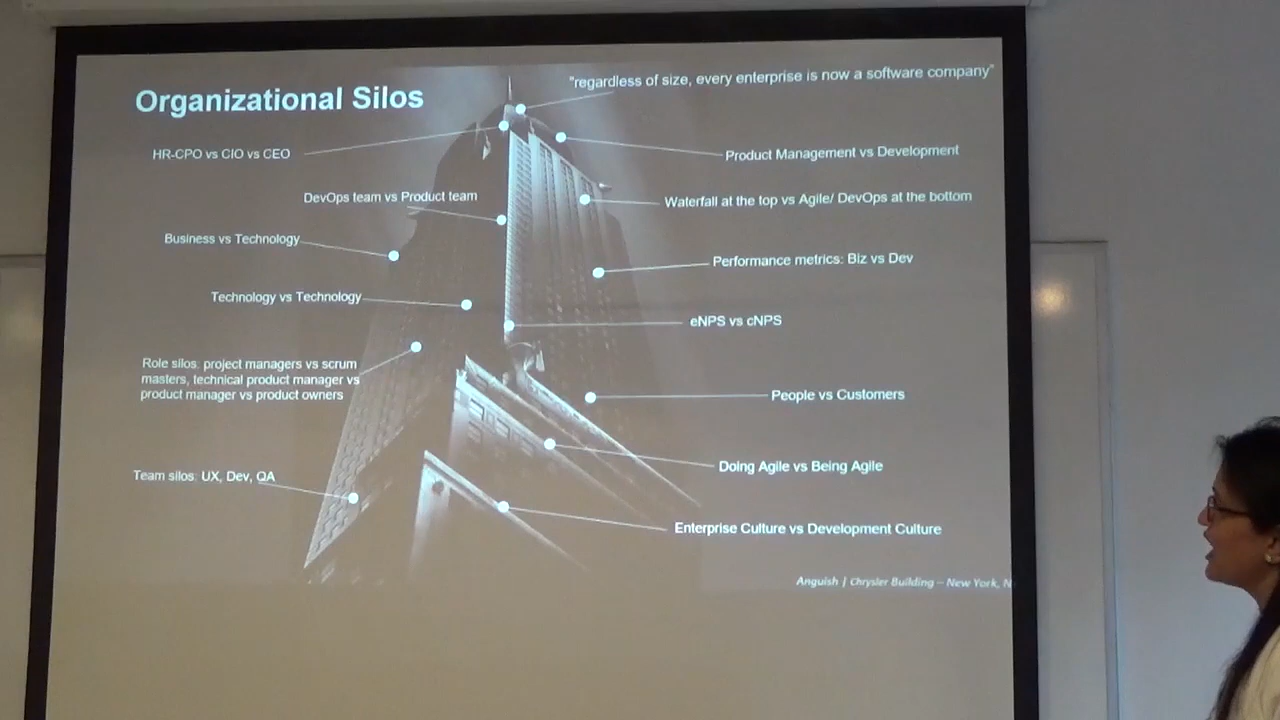 Organizational Silos
"regardless of size, every enterprise is now a software company"
HR-CPO vs CIO vs CEO
Product Management vs Development
DevOps team vs Product team
Waterfall at the top vs Agile/ DevOps at the bottom
Business vs Technology
Performance metrics: Biz vs Dev
Technology vs Technology
eNPS vs cNPS
Role silos: project managers vs scrum
masters, technical product manager vs
product manager vs product owners
People vs Customers
Doing Agile vs Being Agile
Team silos: UX, Dev, QA
Enterprise Culture vs Development Culture
Anguish | Chrysler Building – New York, N